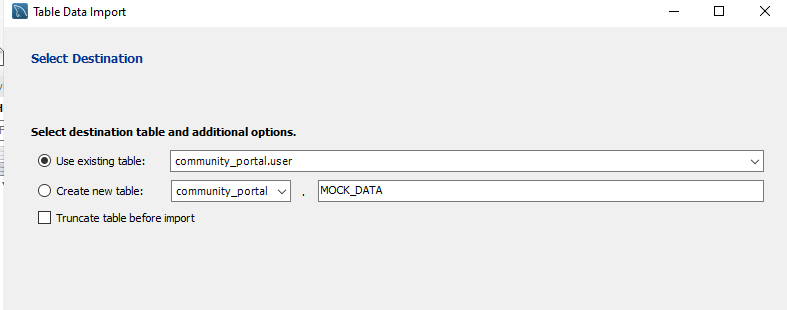 Table Data Import
Select Destination
Select destination table and additional options.
Use existing table: community_portal.user
Create new table: community_portal . MOCK_DATA
Truncate table before import